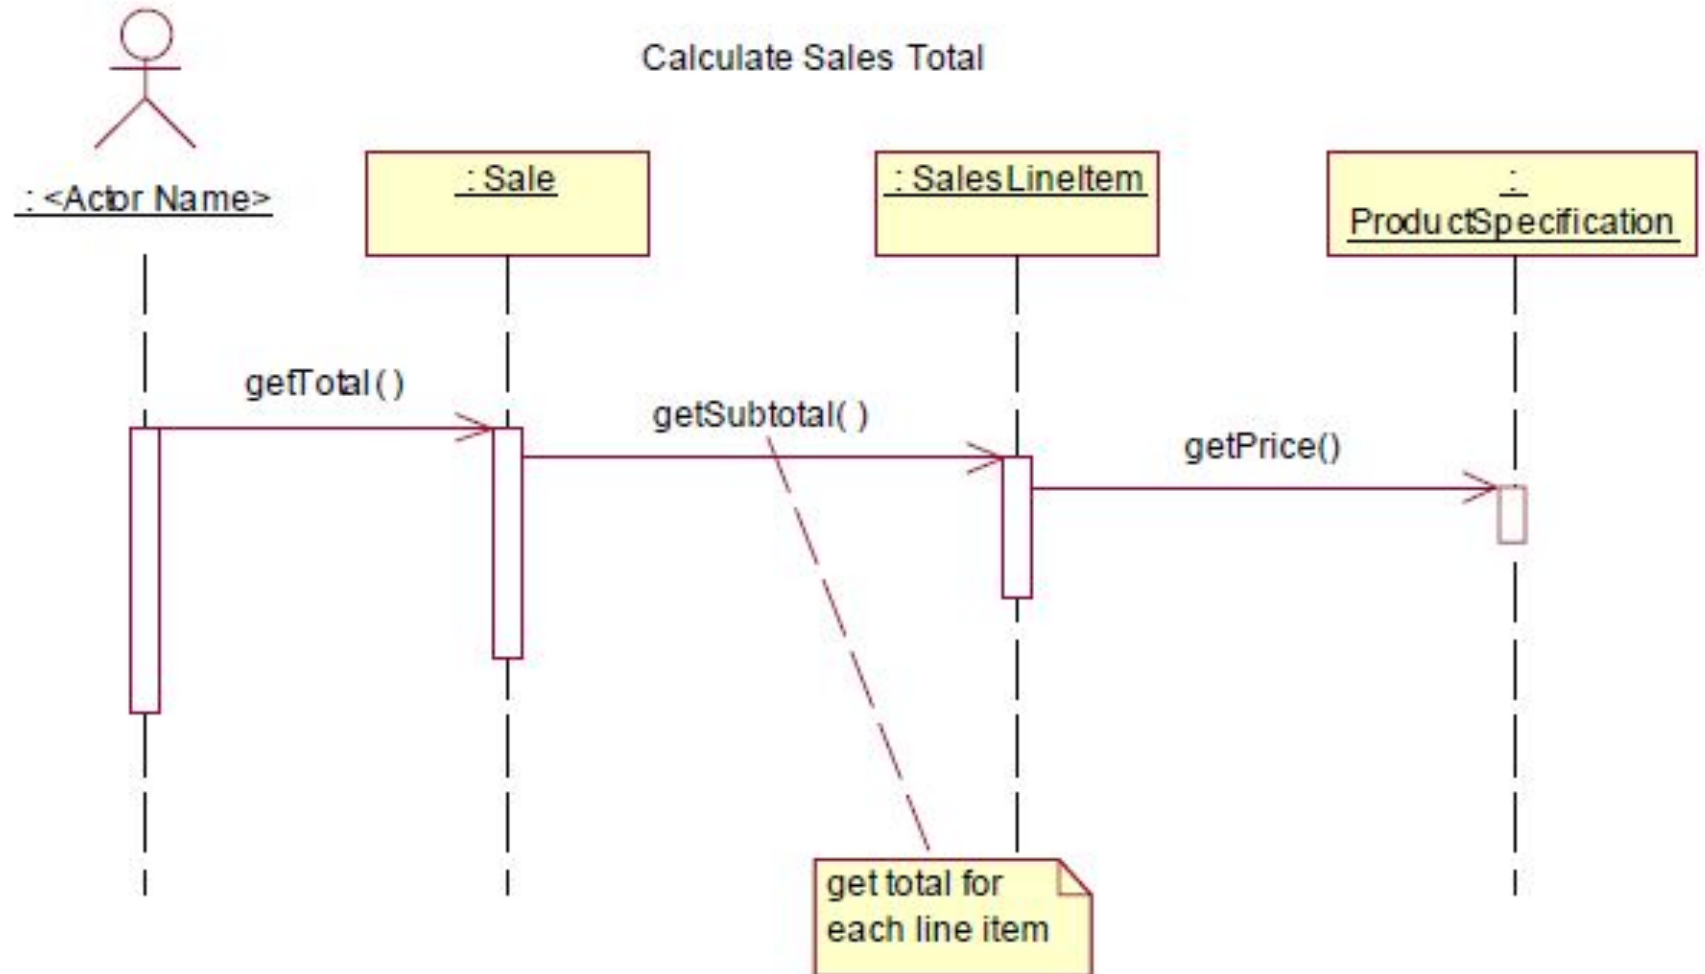 Calculate Sales Total
: <Actor Name>
: Sale
: SalesLineItem
:
ProductSpecification
getTotal( )
getSubtotal( )
getPrice()
get total for
each line item